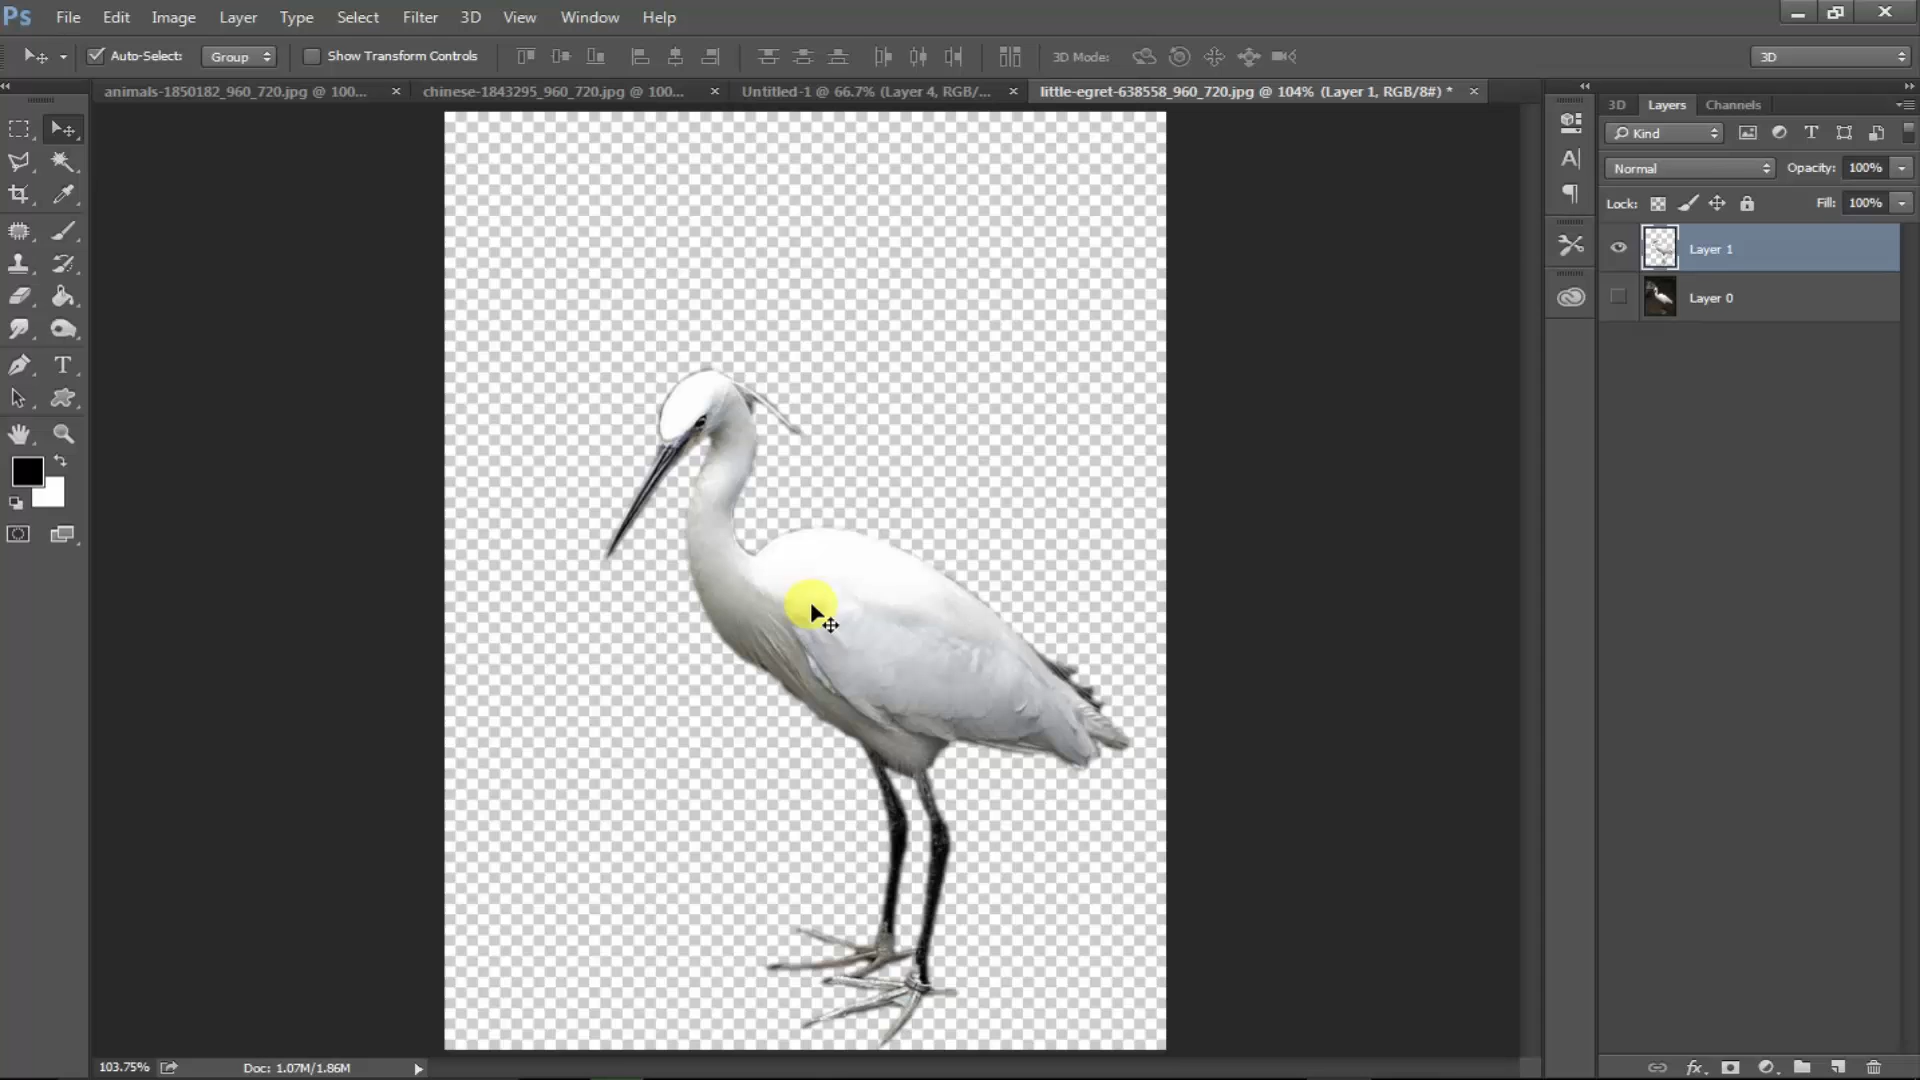 Ps File Edit Image Layer Type Select Filter 3D View Window Help
Auto-Select: Group Show Transform Controls 3D Mode: 3D
animals-1850182_960_720.jpg @ 100... × chinese-1843295_960_720.jpg @ 100... × Untitled-1 @ 66.7% (Layer 4, RGB/... × little-egret-638558_960_720.jpg @ 104% (Layer 1, RGB/8#) * ×
3D Layers Channels
Kind
Normal Opacity: 100%
Lock: Fill: 100%
Layer 1
Layer 0
103.75% Doc: 1.07M/1.86M